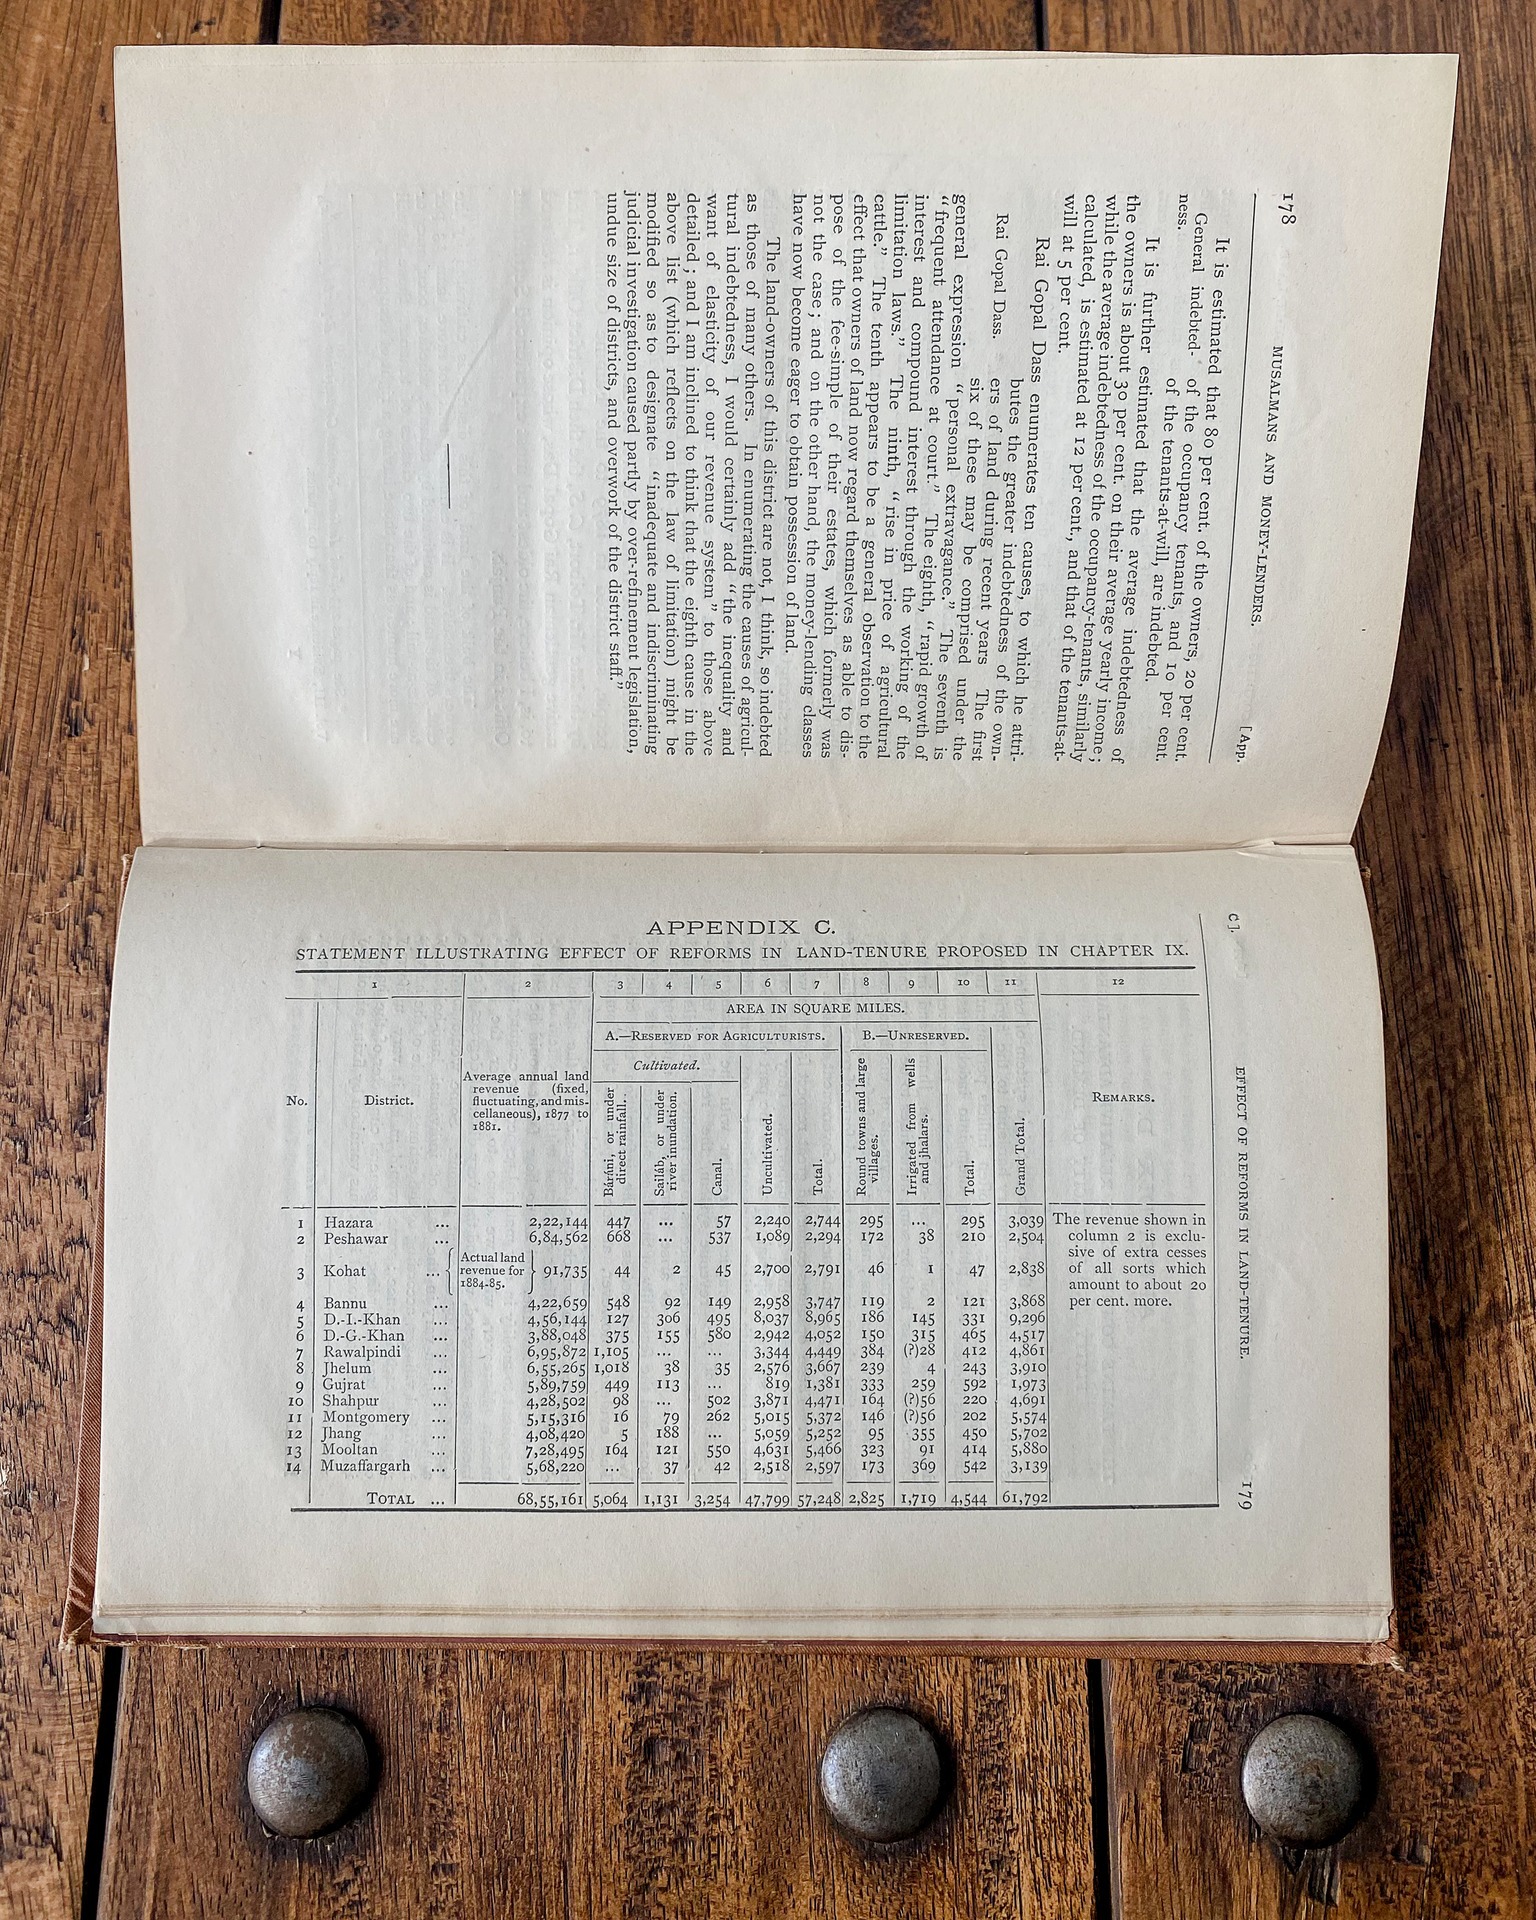 178
MUSALMANS AND MONEY-LENDERS.
[App.
It is estimated that 80 per cent. of the owners, 20 per cent.
General indebted-
ness.
of the occupancy tenants, and 10 per cent.
of the tenants-at-will, are indebted.
It is further estimated that the average indebtedness of
the owners is about 30 per cent. on their average yearly income;
while the average indebtedness of the occupancy-tenants, similarly
calculated, is estimated at 12 per cent., and that of the tenants-at-
will at 5 per cent.
Rai Gopal Dass enumerates ten causes, to which he attri-
Rai Gopal Dass.
butes the greater indebtedness of the own-
ers of land during recent years The first
six of these may be comprised under the
general expression “personal extravagance.” The seventh is
“frequent attendance at court.” The eighth, “rapid growth of
interest and compound interest through the working of the
limitation laws.” The ninth, “rise in price of agricultural
cattle.” The tenth appears to be a general observation to the
effect that owners of land now regard themselves as able to dis-
pose of the fee-simple of their estates, which formerly was
not the case; and on the other hand, the money-lending classes
have now become eager to obtain possession of land.
The land-owners of this district are not, I think, so indebted
as those of many others. In enumerating the causes of agricul-
tural indebtedness, I would certainly add “the inequality and
want of elasticity of our revenue system” to those above
detailed; and I am inclined to think that the eighth cause in the
above list (which reflects on the law of limitation) might be
modified so as to designate “inadequate and indiscriminating
judicial investigation caused partly by over-refinement legislation,
undue size of districts, and overwork of the district staff.”
C].
EFFECT OF REFORMS IN LAND-TENURE.
179
APPENDIX C.
STATEMENT ILLUSTRATING EFFECT OF REFORMS IN LAND-TENURE PROPOSED IN CHAPTER IX.
1 2 3 4 5 6 7 8 9 10 11 12
AREA IN SQUARE MILES.
A.—RESERVED FOR AGRICULTURISTS. B.—UNRESERVED.
Cultivated.
No.
District.
Average annual land
revenue (fixed,
fluctuating, and mis-
cellaneous), 1877 to
1881.
Báráni, or under
direct rainfall.
Sailáb, or under
river inundation.
Canal.
Uncultivated.
Total.
Round towns and large
villages.
Irrigated from wells
and jhalars.
Total.
Grand Total.
REMARKS.
1 Hazara ... 2,22,144 447 ... 57 2,240 2,744 295 ... 295 3,039
2 Peshawar ... 6,84,562 668 ... 537 1,089 2,294 172 38 210 2,504
3 Kohat ... { Actual land
revenue for
1884-85. } 91,735 44 2 45 2,700 2,791 46 1 47 2,838
4 Bannu ... 4,22,659 548 92 149 2,958 3,747 119 2 121 3,868
5 D.-I.-Khan ... 4,56,144 127 306 495 8,037 8,965 186 145 331 9,296
6 D.-G.-Khan ... 3,88,048 375 155 580 2,942 4,052 150 315 465 4,517
7 Rawalpindi ... 6,95,872 1,105 ... ... 3,344 4,449 384 (?)28 412 4,861
8 Jhelum ... 6,55,265 1,018 38 35 2,576 3,667 239 4 243 3,910
9 Gujrat ... 5,89,759 449 113 ... 819 1,381 333 259 592 1,973
10 Shahpur ... 4,28,502 98 ... 502 3,871 4,471 164 (?)56 220 4,691
11 Montgomery ... 5,15,316 16 79 262 5,015 5,372 146 (?)56 202 5,574
12 Jhang ... 4,08,420 5 188 ... 5,059 5,252 95 355 450 5,702
13 Mooltan ... 7,28,495 164 121 550 4,631 5,466 323 91 414 5,880
14 Muzaffargarh ... 5,68,220 ... 37 42 2,518 2,597 173 369 542 3,139
TOTAL ... 68,55,161 5,064 1,131 3,254 47,799 57,248 2,825 1,719 4,544 61,792
The revenue shown in
column 2 is exclu-
sive of extra cesses
of all sorts which
amount to about 20
per cent. more.